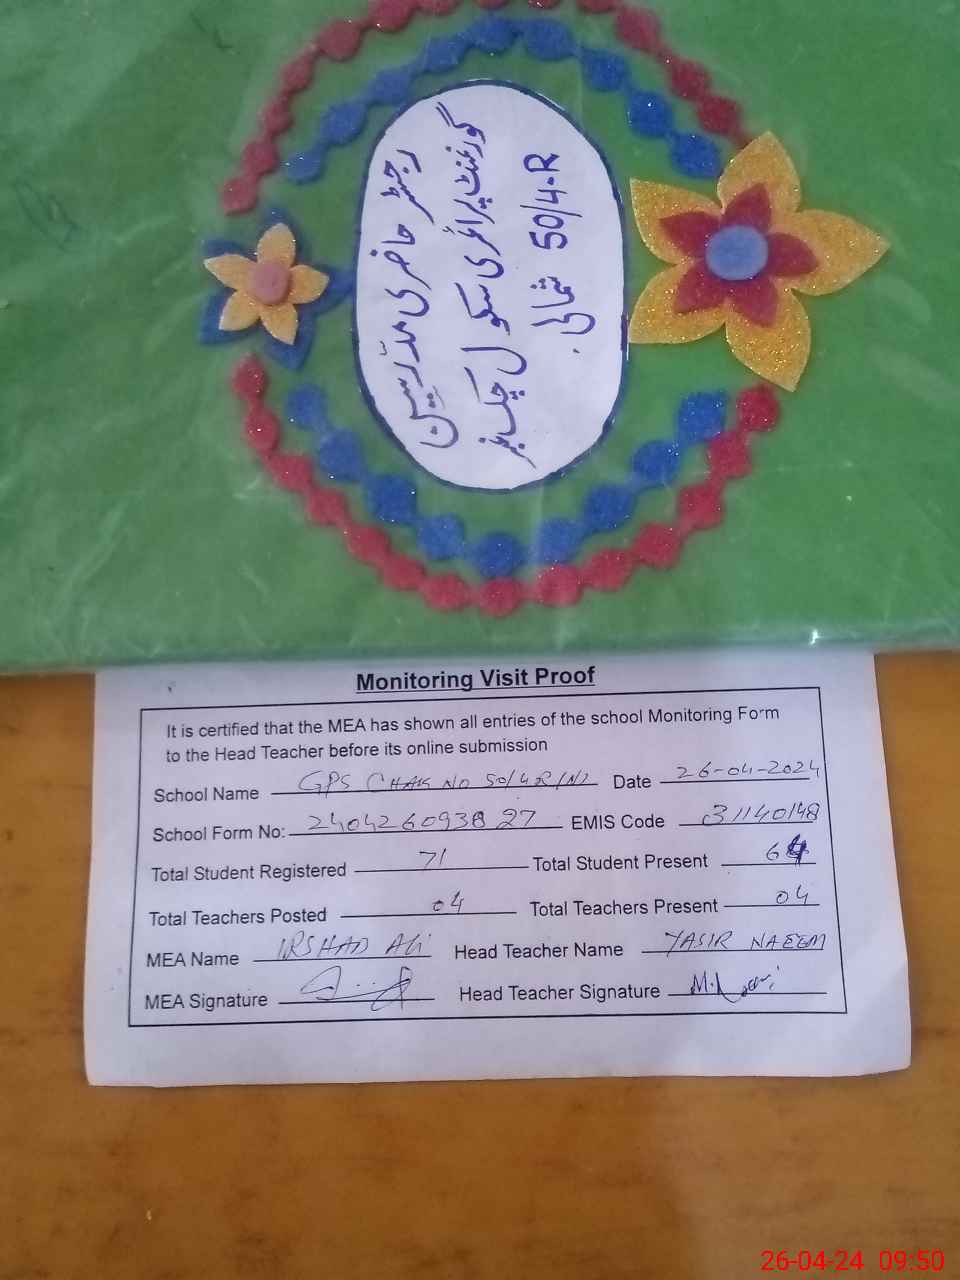 رجسٹر حاضری مدرسین
گورنمنٹ پرائمری سکول چک نمبر
50/4-R شمالی
Monitoring Visit Proof
It is certified that the MEA has shown all entries of the school Monitoring Form
to the Head Teacher before its online submission
School Name GPS CHAK NO 50/4R/N) Date 26-04-2024
School Form No: 240426093827 EMIS Code 31140148
Total Student Registered 71 Total Student Present 64
Total Teachers Posted 04 Total Teachers Present 04
MEA Name IRSHAD ALI Head Teacher Name YASIR NAEEM
MEA Signature Head Teacher Signature
26-04-24 09:50